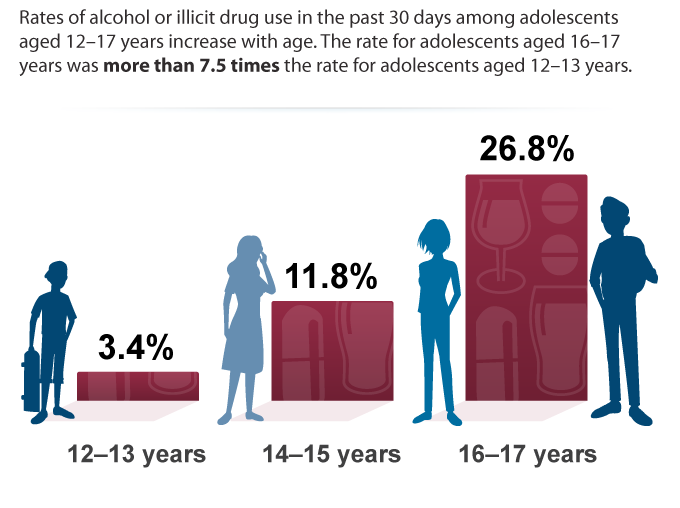 Rates of alcohol or illicit drug use in the past 30 days among adolescents
aged 12–17 years increase with age. The rate for adolescents aged 16–17
years was more than 7.5 times the rate for adolescents aged 12–13 years.
26.8%
11.8%
3.4%
12–13 years
14–15 years
16–17 years